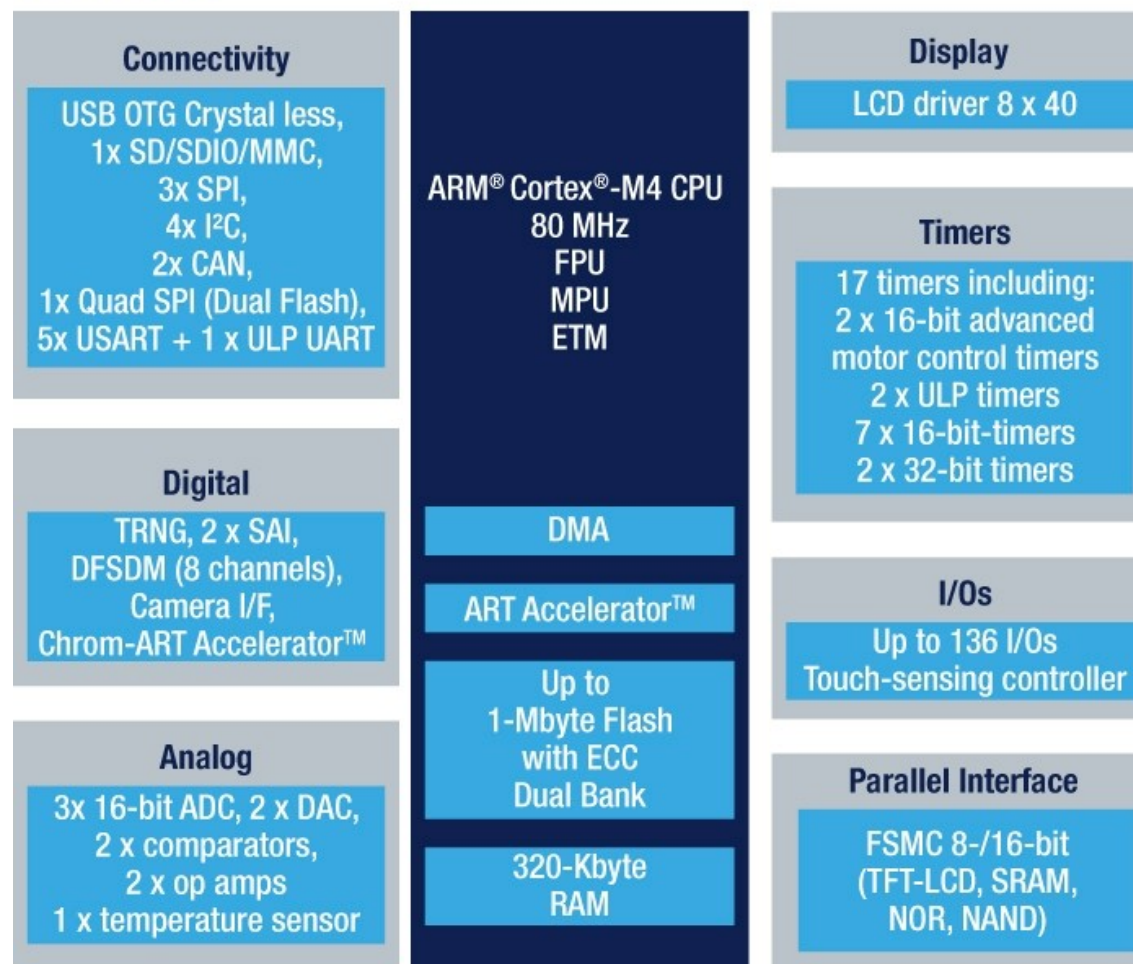 Connectivity
USB OTG Crystal less,
1x SD/SDIO/MMC,
3x SPI,
4x I²C,
2x CAN,
1x Quad SPI (Dual Flash),
5x USART + 1 x ULP UART
Digital
TRNG, 2 x SAI,
DFSDM (8 channels),
Camera I/F,
Chrom-ART Accelerator™
Analog
3x 16-bit ADC, 2 x DAC,
2 x comparators,
2 x op amps
1 x temperature sensor
ARM® Cortex®-M4 CPU
80 MHz
FPU
MPU
ETM
DMA
ART Accelerator™
Up to
1-Mbyte Flash
with ECC
Dual Bank
320-Kbyte
RAM
Display
LCD driver 8 x 40
Timers
17 timers including:
2 x 16-bit advanced
motor control timers
2 x ULP timers
7 x 16-bit-timers
2 x 32-bit timers
I/Os
Up to 136 I/Os
Touch-sensing controller
Parallel Interface
FSMC 8-/16-bit
(TFT-LCD, SRAM,
NOR, NAND)